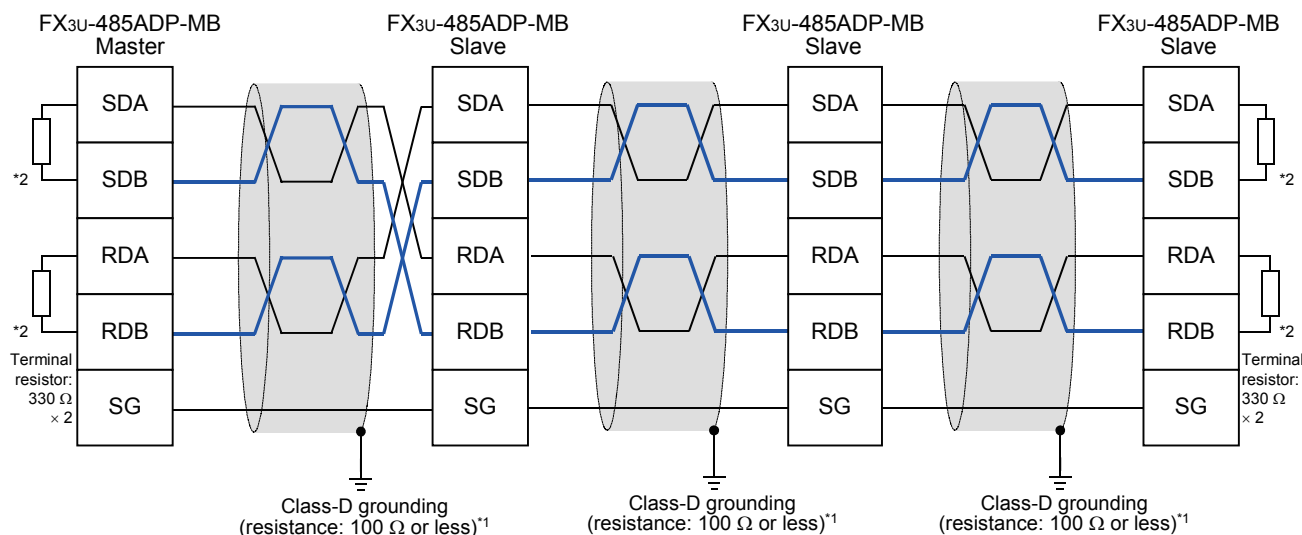 FX3U-485ADP-MB
Master
FX3U-485ADP-MB
Slave
FX3U-485ADP-MB
Slave
FX3U-485ADP-MB
Slave
SDA
SDB
RDA
RDB
SG
SDA
SDB
RDA
RDB
SG
SDA
SDB
RDA
RDB
SG
SDA
SDB
RDA
RDB
SG
*2
*2
Terminal
resistor:
330 Ω
× 2
*2
*2
Terminal
resistor:
330 Ω
× 2
Class-D grounding
(resistance: 100 Ω or less)*1
Class-D grounding
(resistance: 100 Ω or less)*1
Class-D grounding
(resistance: 100 Ω or less)*1